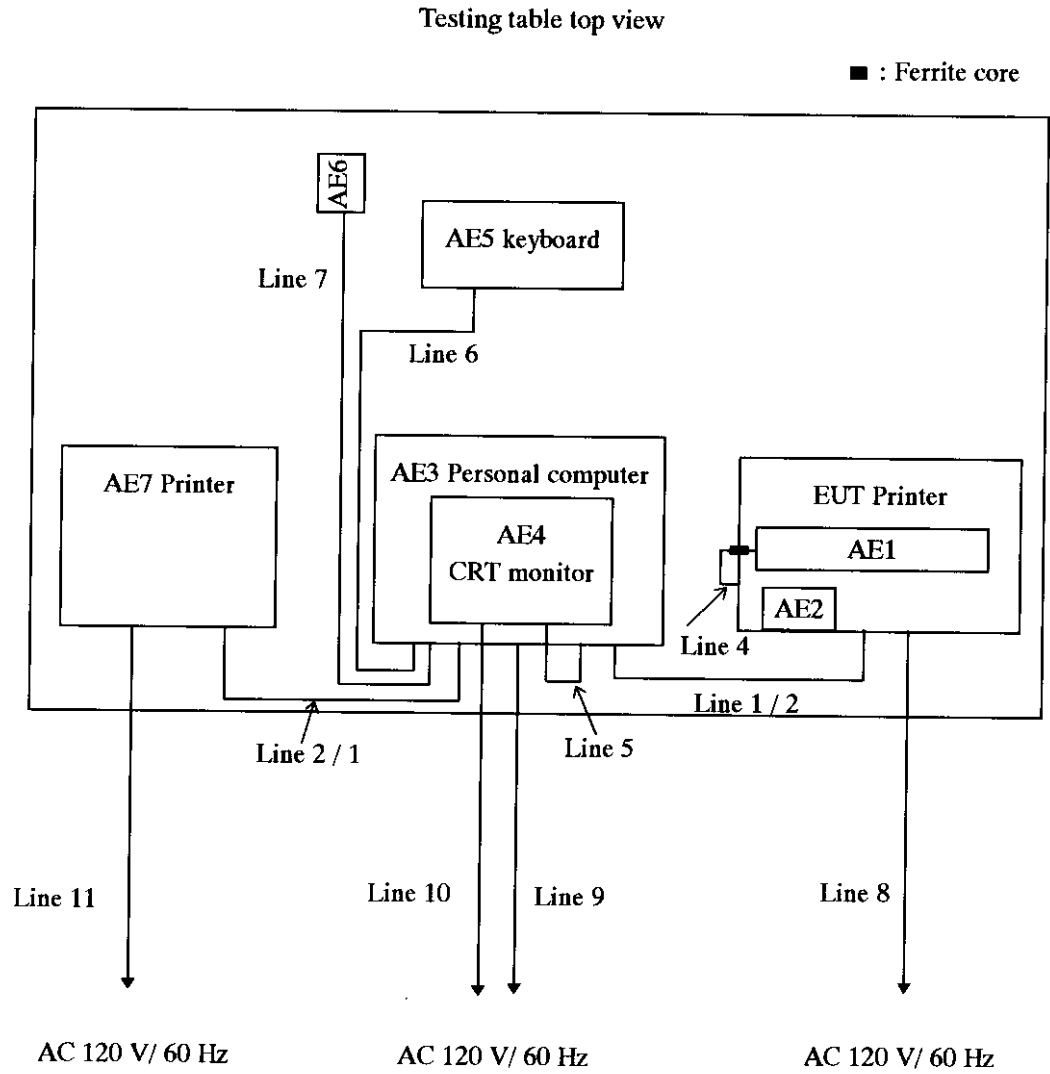 Testing table top view
■ : Ferrite core
AE6
AE5 keyboard
Line 7
Line 6
AE7 Printer
AE3 Personal computer
AE4
CRT monitor
EUT Printer
AE1
AE2
Line 4
Line 1 / 2
Line 2 / 1
Line 5
Line 11
Line 10
Line 9
Line 8
AC 120 V/ 60 Hz
AC 120 V/ 60 Hz
AC 120 V/ 60 Hz